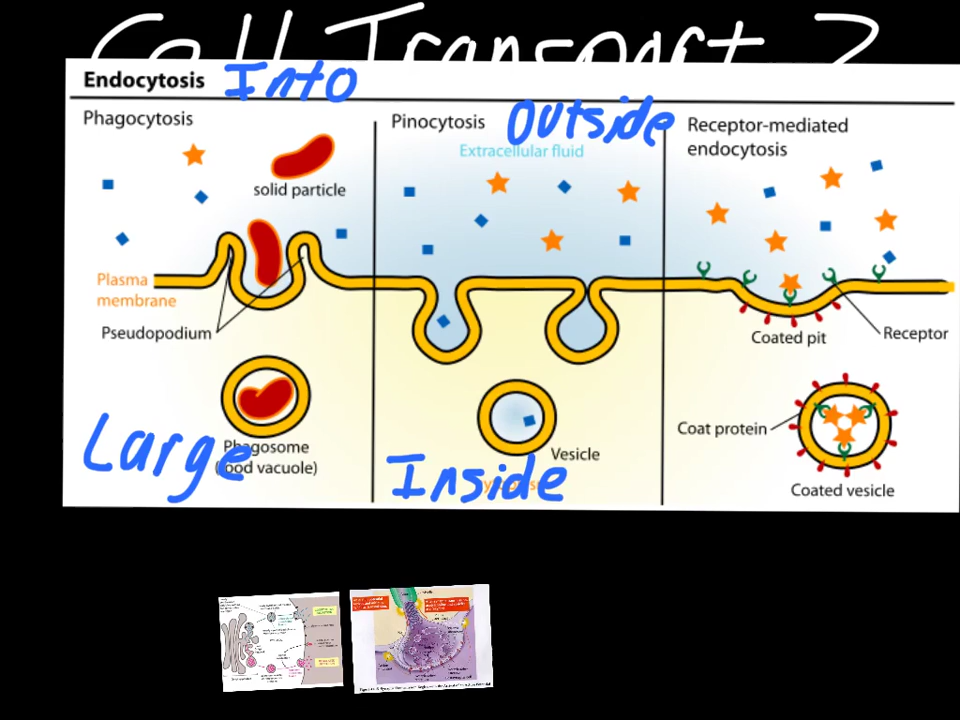 Cell Transport 2
Endocytosis Into
Phagocytosis
Pinocytosis
Outside
Receptor-mediated
endocytosis
Extracellular fluid
solid particle
Plasma
membrane
Pseudopodium
Coated pit
Receptor
Large
Phagosome
(food vacuole)
Vesicle
Inside
Coat protein
Coated vesicle